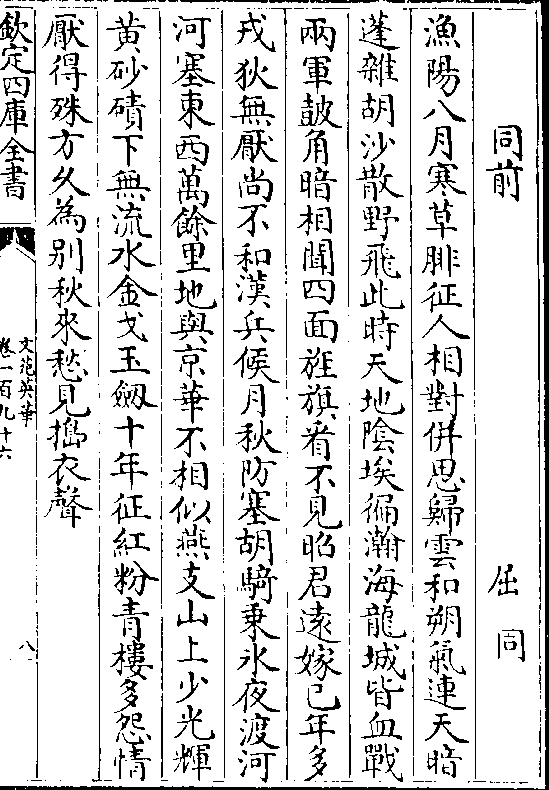 同前　屈同
漁陽八月寒草腓征人相對併思歸雲和朔氣連天暗
蓬雜胡沙散野飛此時天地陰埃徧瀚海龍城皆血戰
兩軍鼓角暗相聞四面旌旗看不見昭君遠嫁已年多
戎狄無厭尚不和漢兵候月秋防塞胡騎乗氷夜渡河
河塞東西萬餘里地與京華不相似燕支山上少光輝
黄砂磧下無流水金戈玉劒十年征紅粉青樓多怨情
厭得殊方久為别秋來愁見擣衣聲
欽定四庫全書
文苑英華
卷一百九十六
八